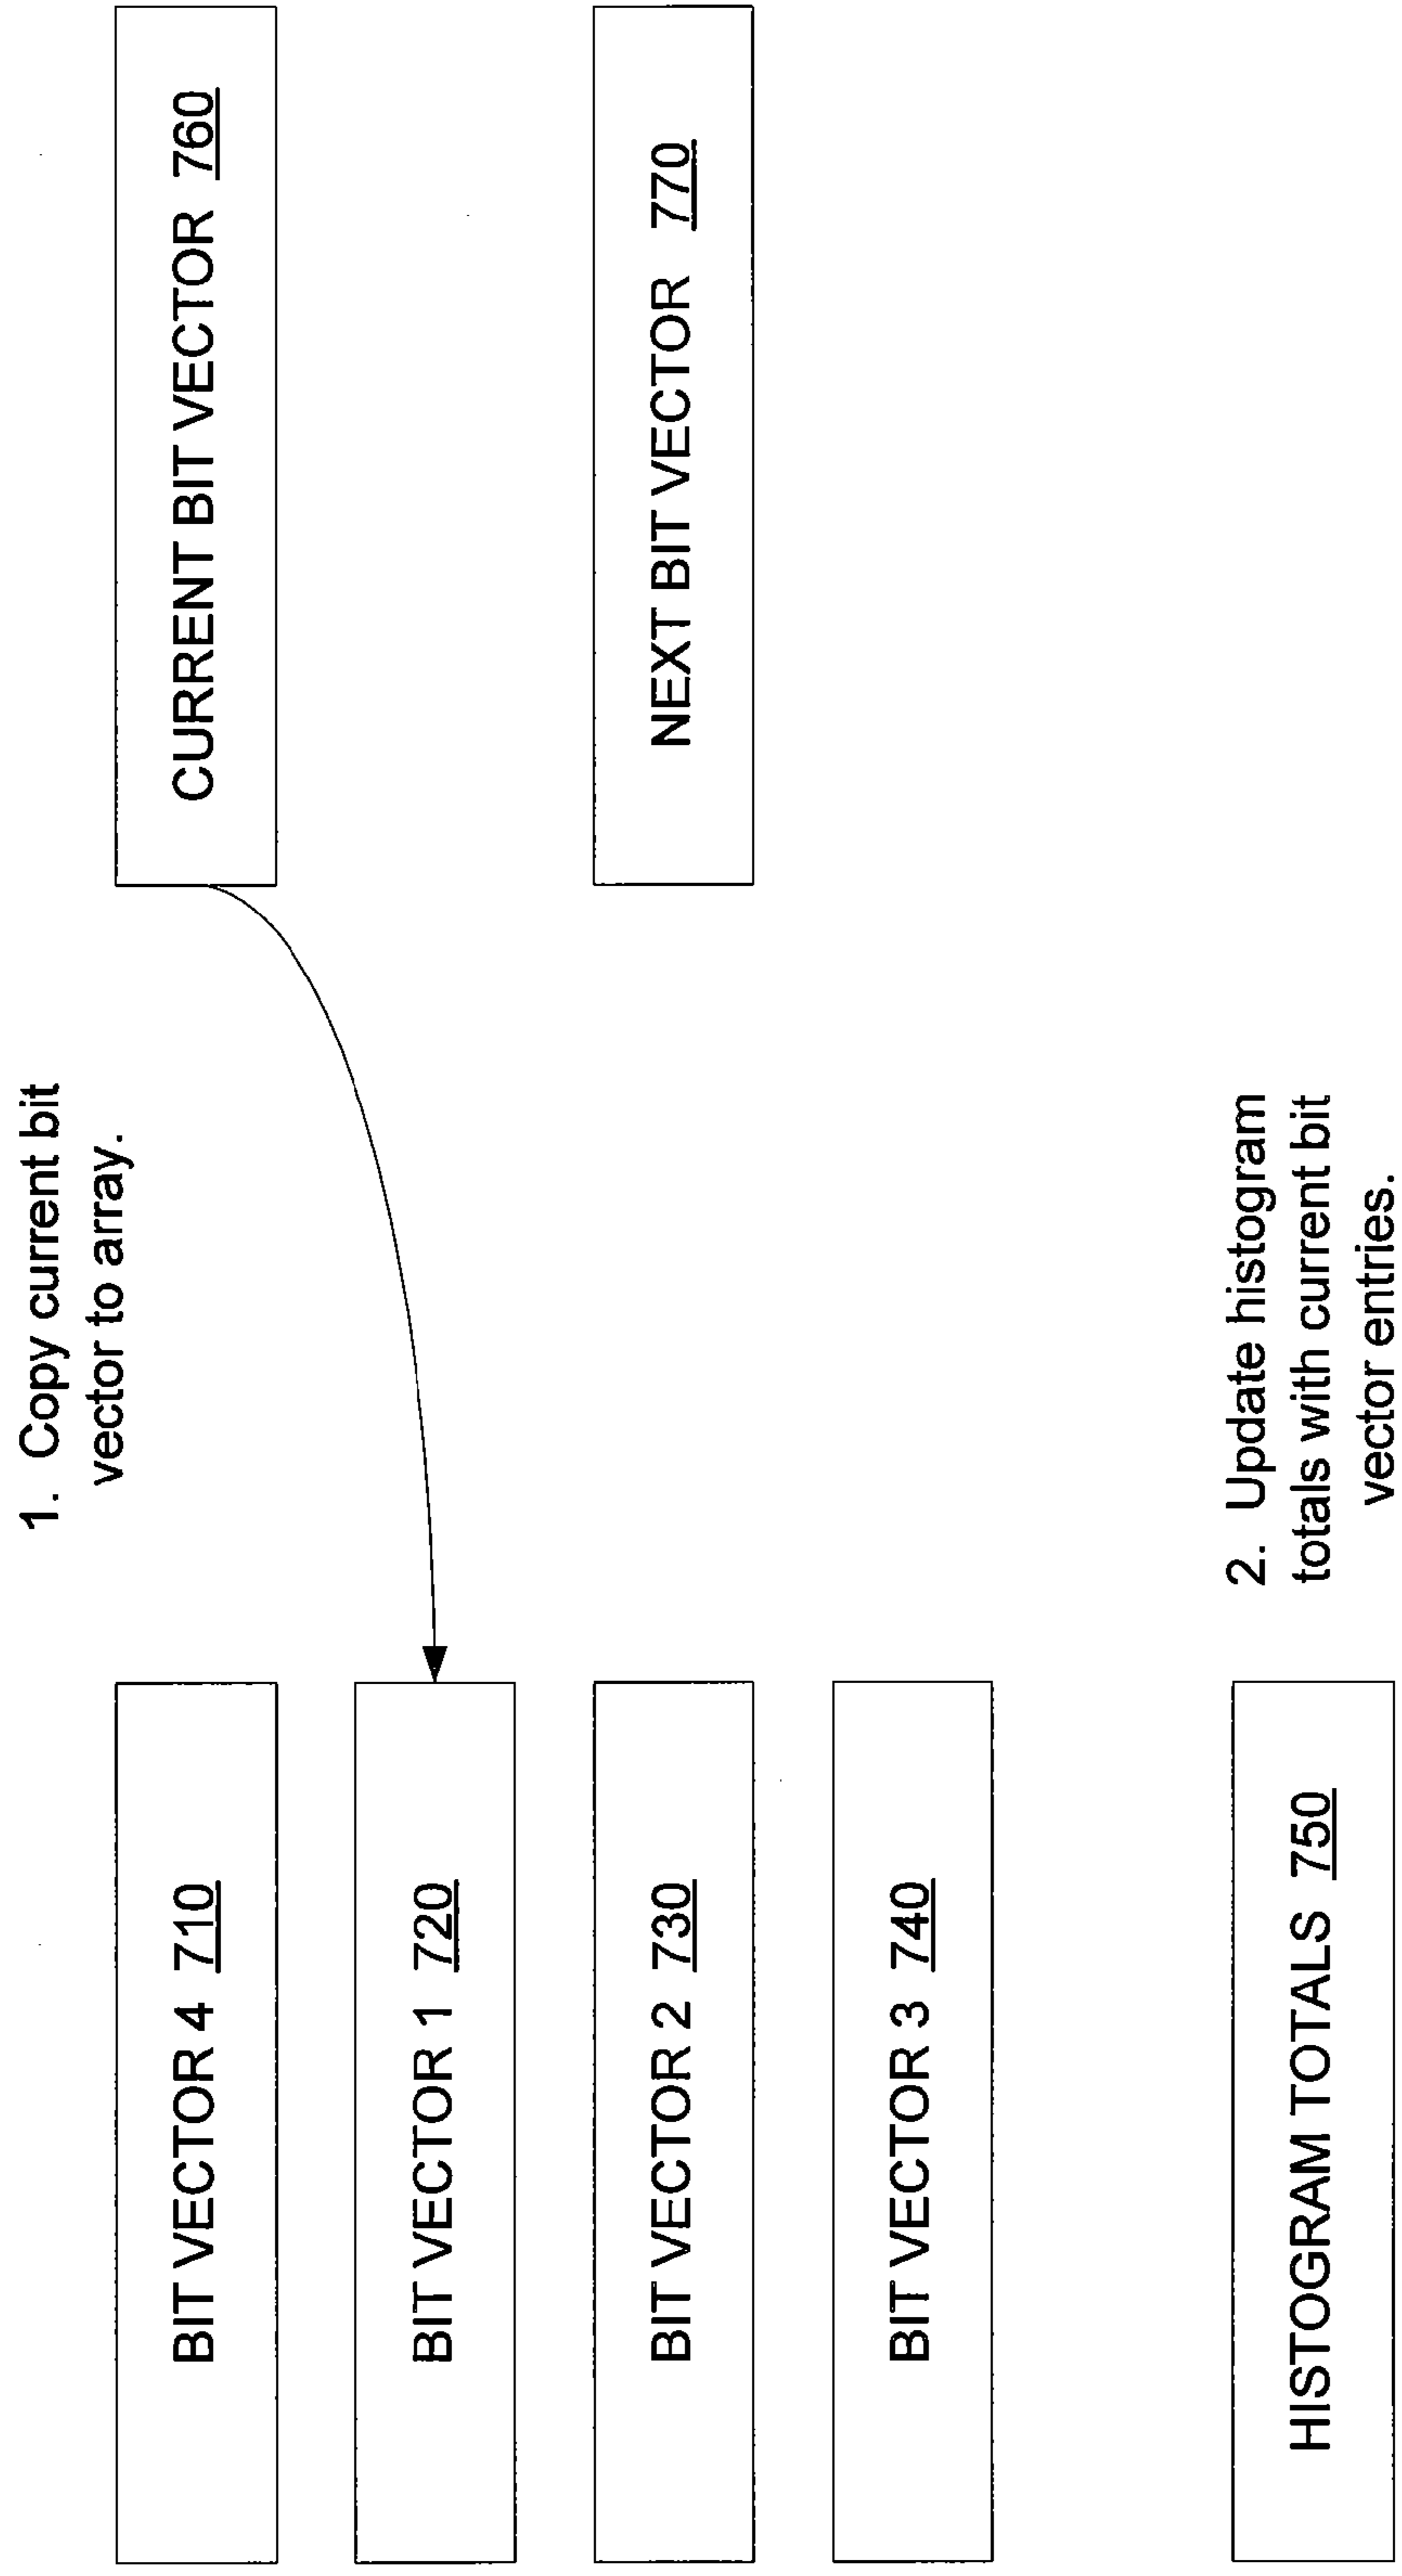 1. Copy current bit
vector to array.
BIT VECTOR 4 710
CURRENT BIT VECTOR 760
BIT VECTOR 1 720
BIT VECTOR 2 730
NEXT BIT VECTOR 770
BIT VECTOR 3 740
2. Update histogram
totals with current bit
vector entries.
HISTOGRAM TOTALS 750